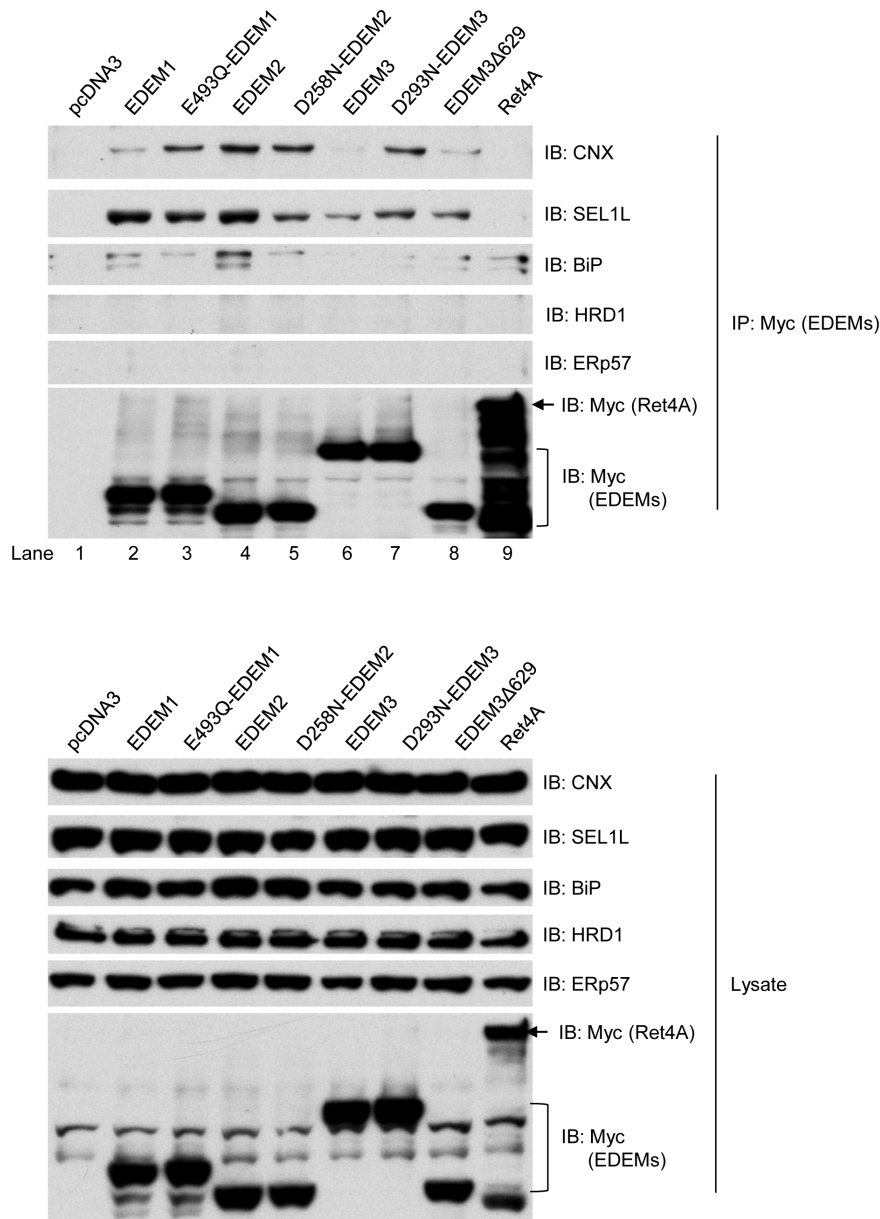 pcDNA3
EDEM1
E493Q-EDEM1
EDEM2
D258N-EDEM2
EDEM3
D293N-EDEM3
EDEM3Δ629
Ret4A
IB: CNX
IB: SEL1L
IB: BiP
IB: HRD1
IB: ERp57
IB: Myc (Ret4A)
IB: Myc
(EDEMs)
IP: Myc (EDEMs)
Lane 1 2 3 4 5 6 7 8 9
pcDNA3
EDEM1
E493Q-EDEM1
EDEM2
D258N-EDEM2
EDEM3
D293N-EDEM3
EDEM3Δ629
Ret4A
IB: CNX
IB: SEL1L
IB: BiP
IB: HRD1
IB: ERp57
IB: Myc (Ret4A)
IB: Myc
(EDEMs)
Lysate